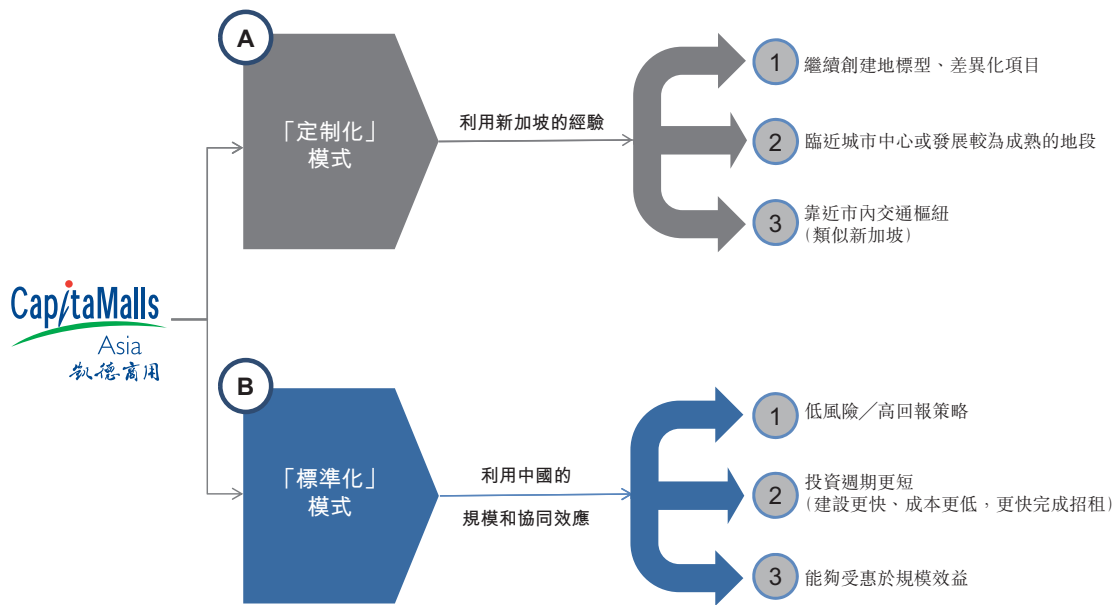 A
「定制化」
模式
利用新加坡的經驗
1
繼續創建地標型、差異化項目
2
臨近城市中心或發展較為成熟的地段
3
靠近市內交通樞紐
(類似新加坡)
CapitaMalls
Asia
凱德商用
B
「標準化」
模式
利用中國的
規模和協同效應
1
低風險／高回報策略
2
投資週期更短
(建設更快、成本更低，更快完成招租)
3
能夠受惠於規模效益